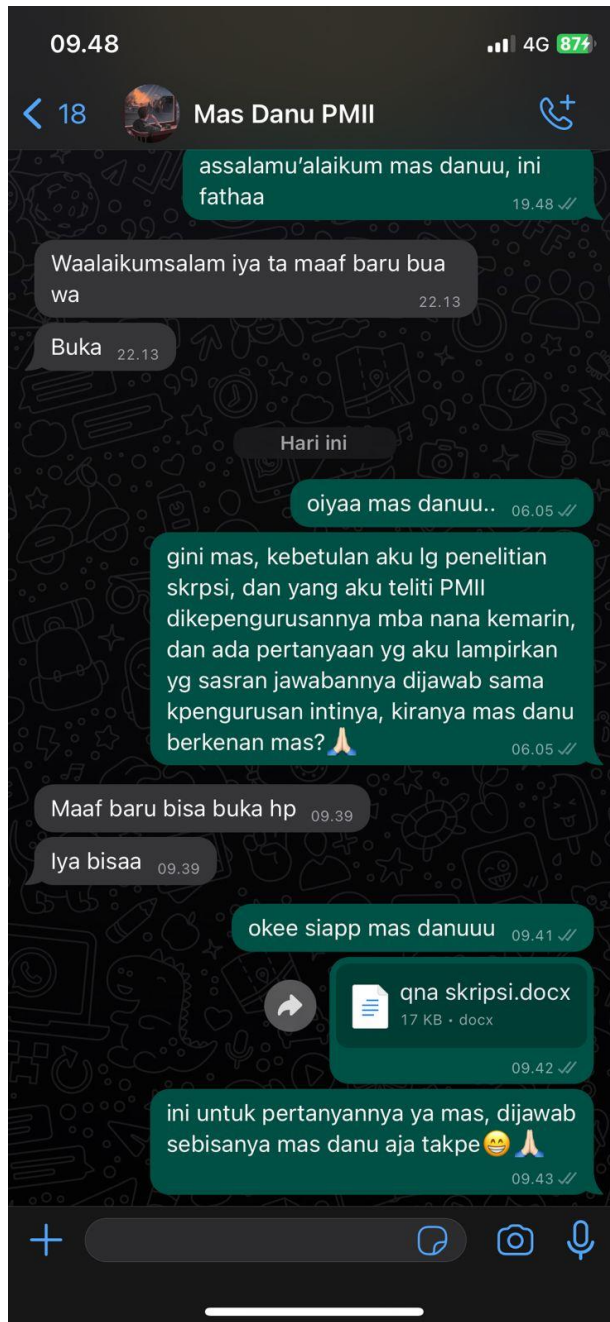 09.48
4G 87
18
Mas Danu PMII
assalamu'alaikum mas danuu, ini
fathaa
19.48
Waalaikumsalam iya ta maaf baru bua
wa
22.13
Buka 22.13
Hari ini
oiyaa mas danuu.. 06.05
gini mas, kebetulan aku lg penelitian
skrpsi, dan yang aku teliti PMII
dikepengurusannya mba nana kemarin,
dan ada pertanyaan yg aku lampirkan
yg sasran jawabannya dijawab sama
kpengurusan intinya, kiranya mas danu
berkenan mas?🙏🏻
06.05
Maaf baru bisa buka hp 09.39
Iya bisaa 09.39
okee siapp mas danuuu 09.41
qna skripsi.docx
17 KB • docx
09.42
ini untuk pertanyannya ya mas, dijawab
sebisanya mas danu aja takpe😁🙏🏻
09.43